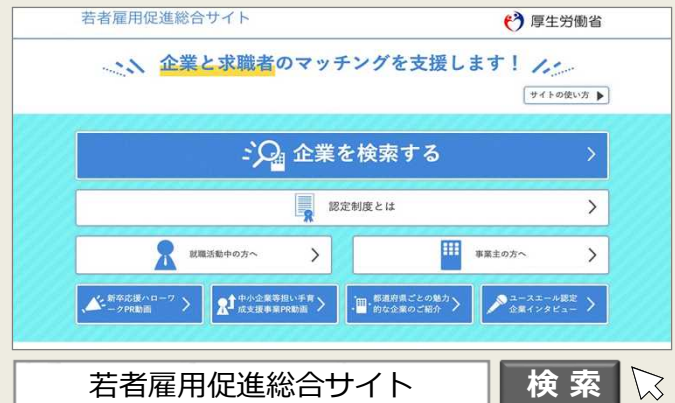 若者雇用促進総合サイト
厚生労働省
企業と求職者のマッチングを支援します！
サイトの使い方
企業を検索する
認定制度とは
就職活動中の方へ
事業主の方へ
新卒応援ハローワ
ークPR動画
中小企業等担い手育
成支援事業PR動画
都道府県ごとの魅力
的な企業のご紹介
ユースエール認定
企業インタビュー
若者雇用促進総合サイト
検索